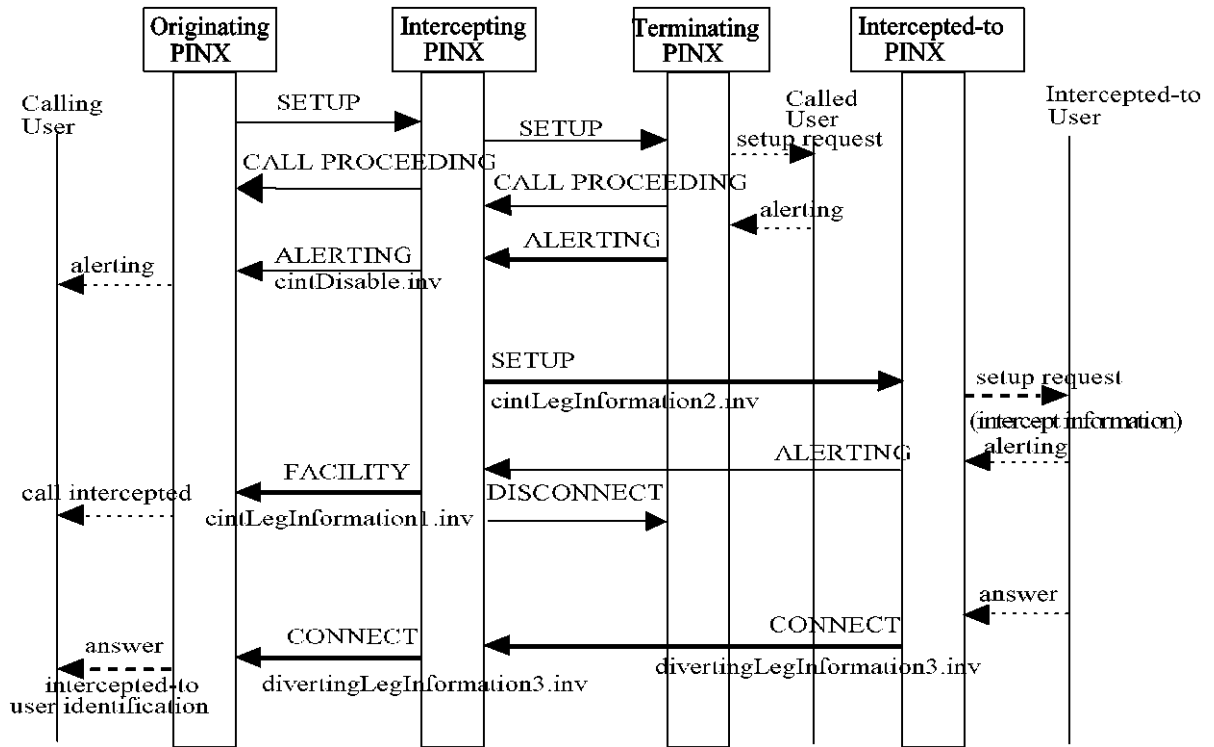 Originating
PINX
Intercepting
PINX
Terminating
PINX
Intercepted-to
PINX
Calling
User
Called
User
Intercepted-to
User
SETUP
SETUP
setup request
CALL PROCEEDING
CALL PROCEEDING
alerting
ALERTING
ALERTING
cintDisable.inv
alerting
SETUP
cintLegInformation2.inv
setup request
(intercept information)
alerting
ALERTING
FACILITY
cintLegInformation1.inv
call intercepted
DISCONNECT
answer
CONNECT
divertingLegInformation3.inv
CONNECT
divertingLegInformation3.inv
answer
intercepted-to
user identification